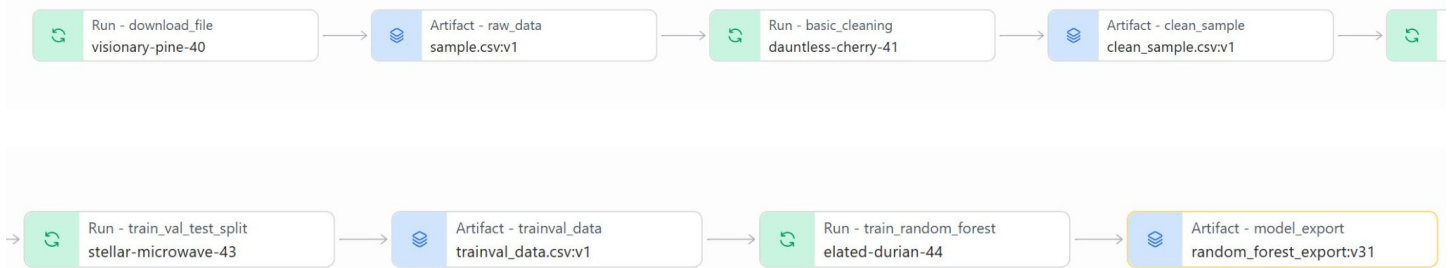 Run - download_file
visionary-pine-40
Artifact - raw_data
sample.csv:v1
Run - basic_cleaning
dauntless-cherry-41
Artifact - clean_sample
clean_sample.csv:v1
Run - train_val_test_split
stellar-microwave-43
Artifact - trainval_data
trainval_data.csv:v1
Run - train_random_forest
elated-durian-44
Artifact - model_export
random_forest_export:v31